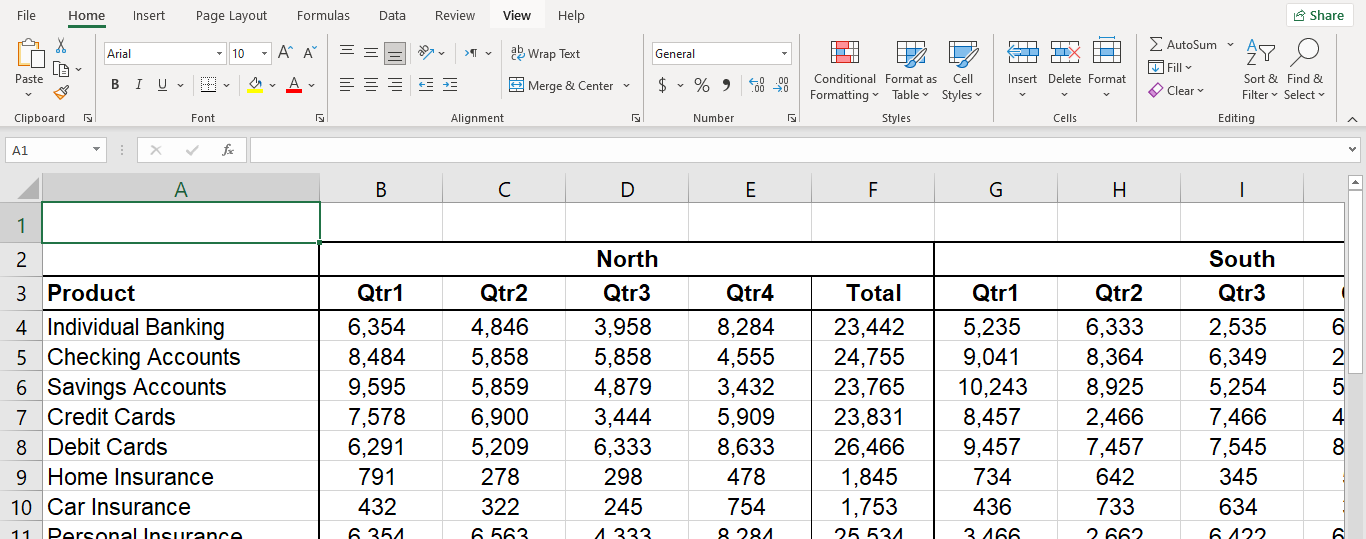 File Home Insert Page Layout Formulas Data Review View Help Share
Arial 10 A A ab Wrap Text General AutoSum
Paste Conditional Format as Cell Insert Delete Format Fill Sort & Find &
B I U A Merge & Center $ % Formatting Table Styles Clear Filter Select
Clipboard Font Alignment Number Styles Cells Editing
A1 fx
A B C D E F G H I
1
2 North South
3 Product Qtr1 Qtr2 Qtr3 Qtr4 Total Qtr1 Qtr2 Qtr3
4 Individual Banking 6,354 4,846 3,958 8,284 23,442 5,235 6,333 2,535 6
5 Checking Accounts 8,484 5,858 5,858 4,555 24,755 9,041 8,364 6,349 2
6 Savings Accounts 9,595 5,859 4,879 3,432 23,765 10,243 8,925 5,254 5
7 Credit Cards 7,578 6,900 3,444 5,909 23,831 8,457 2,466 7,466 4
8 Debit Cards 6,291 5,209 6,333 8,633 26,466 9,457 7,457 7,545 8
9 Home Insurance 791 278 298 478 1,845 734 642 345
10 Car Insurance 432 322 245 754 1,753 436 733 634
11 Personal Insurance 6,354 6,563 4,333 8,284 25,534 3,466 2,662 6,422 6